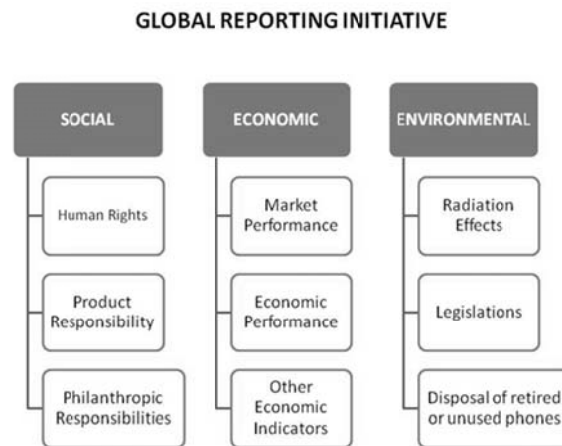 GLOBAL REPORTING INITIATIVE
SOCIAL
Human Rights
Product
Responsibility
Philanthropic
Responsibilities
ECONOMIC
Market
Performance
Economic
Performance
Other
Economic
Indicators
ENVIRONMENTAL
Radiation
Effects
Legislations
Disposal of retired
or unused phones